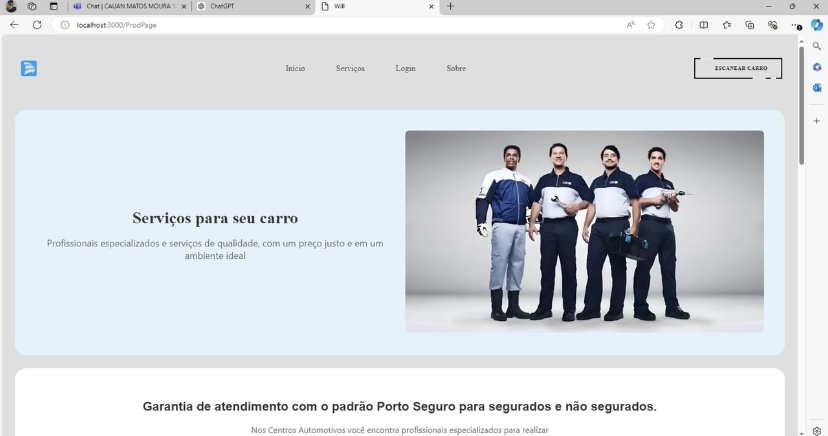 Chat | CAUAN MATOS MOURA
ChatGPT
Will
localhost:3000/ProdPage
Início
Serviços
Login
Sobre
ESCANEAR CARRO
Serviços para seu carro
Profissionais especializados e serviços de qualidade, com um preço justo e em um
ambiente ideal
Garantia de atendimento com o padrão Porto Seguro para segurados e não segurados.
Nos Centros Automotivos você encontra profissionais especializados para realizar